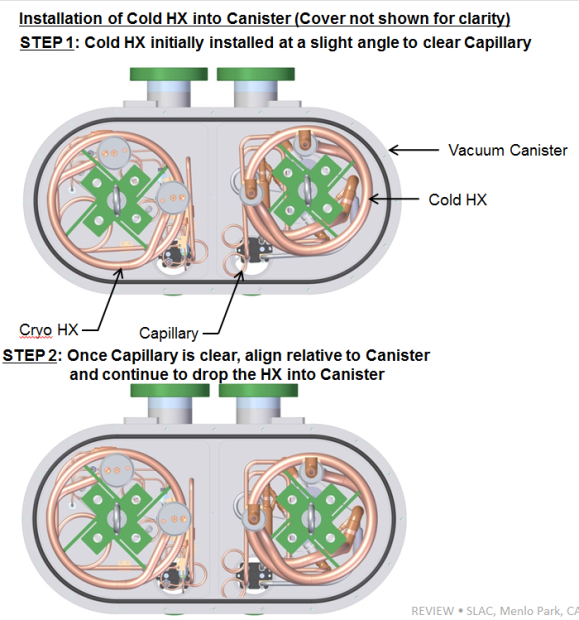 Installation of Cold HX into Canister (Cover not shown for clarity)
STEP 1: Cold HX initially installed at a slight angle to clear Capillary
Vacuum Canister
Cold HX
Cryo HX
Capillary
STEP 2: Once Capillary is clear, align relative to Canister
and continue to drop the HX into Canister
REVIEW • SLAC, Menlo Park, CA